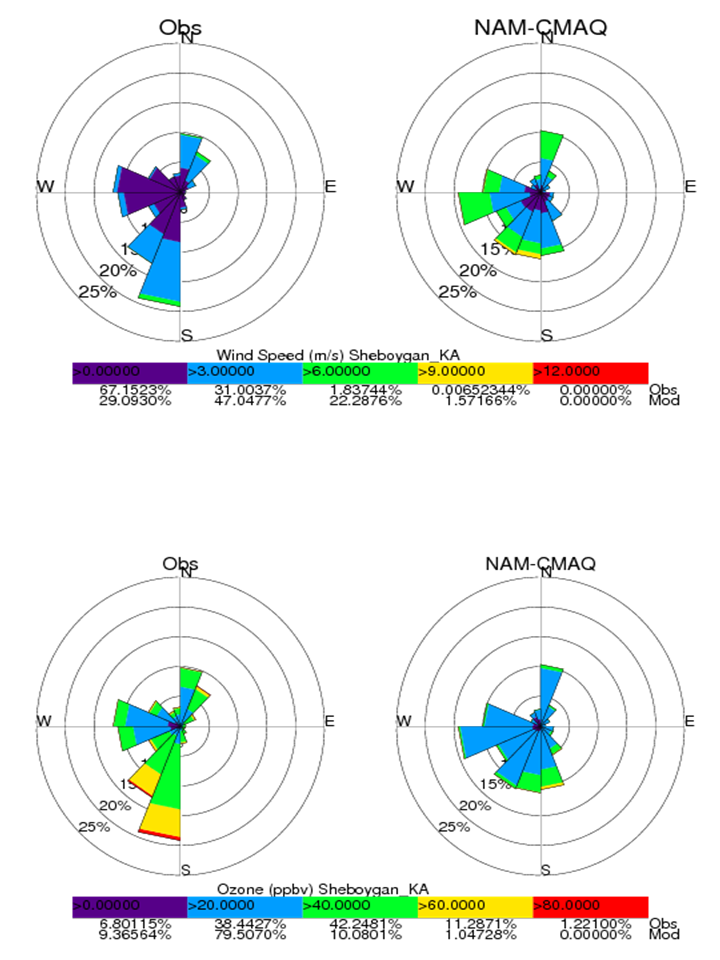 Obs NAM-CMAQ
N N
W E W E
15% 
20% 20%
25% 25%
S S
Wind Speed (m/s) Sheboygan_KA
>0.00000 >3.00000 >6.00000 >9.00000 >12.0000
67.1523% 31.0037% 1.83744% 0.00652344% 0.00000% Obs
29.0930% 47.0477% 22.2876% 1.57166% 0.00000% Mod
Obs NAM-CMAQ
N N
W E W E
15%
20% 20%
25% 25%
S S
Ozone (ppbv) Sheboygan_KA
>0.00000 >20.0000 >40.0000 >60.0000 >80.0000
6.80115% 38.4427% 42.2481% 11.2871% 1.22100% Obs
9.36564% 79.5070% 10.0801% 1.04728% 0.00000% Mod